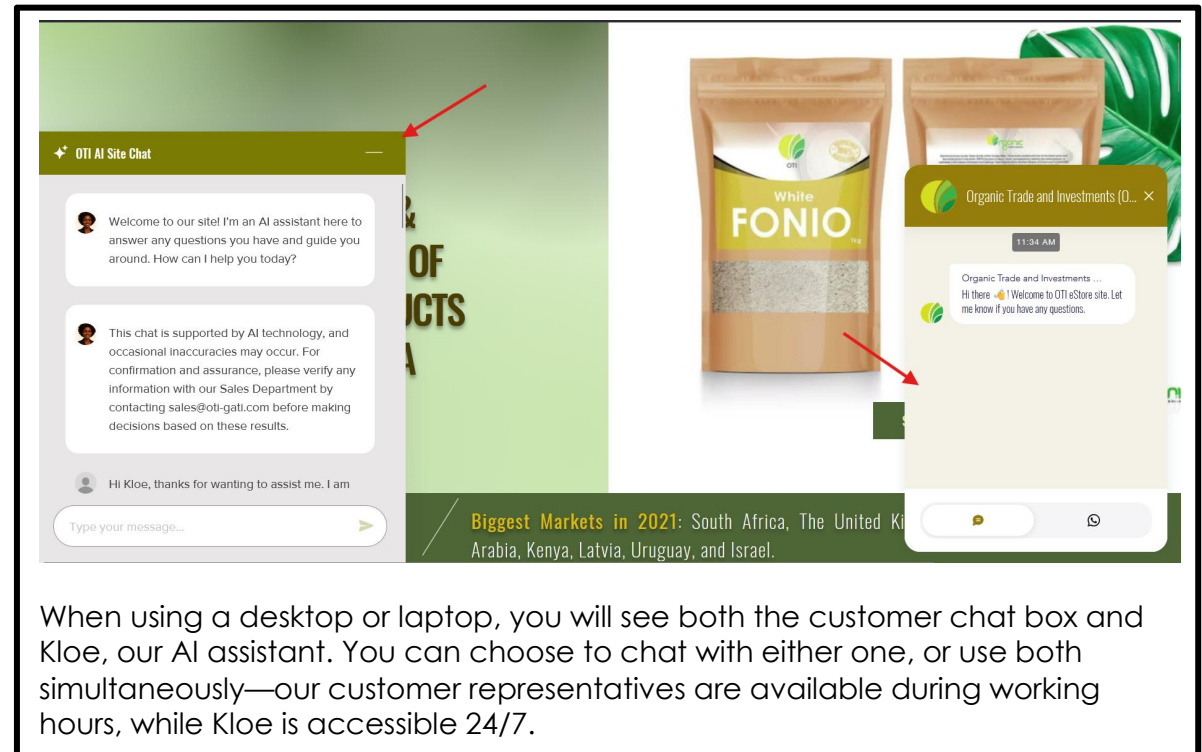 OTI AI Site Chat
Welcome to our site! I'm an AI assistant here to
answer any questions you have and guide you
around. How can I help you today?
This chat is supported by AI technology, and
occasional inaccuracies may occur. For
confirmation and assurance, please verify any
information with our Sales Department by
contacting sales@oti-gati.com before making
decisions based on these results.
Hi Kloe, thanks for wanting to assist me. I am
Type your message...
&
OF
UCTS
A
OTI
White
FONIO
1kg
Organic
Organic Trade and Investments (O...
11:34 AM
Organic Trade and Investments ...
Hi there 👋 ! Welcome to OTI eStore site. Let
me know if you have any questions.
S
Biggest Markets in 2021: South Africa, The United Ki
Arabia, Kenya, Latvia, Uruguay, and Israel.
When using a desktop or laptop, you will see both the customer chat box and
Kloe, our AI assistant. You can choose to chat with either one, or use both
simultaneously—our customer representatives are available during working
hours, while Kloe is accessible 24/7.